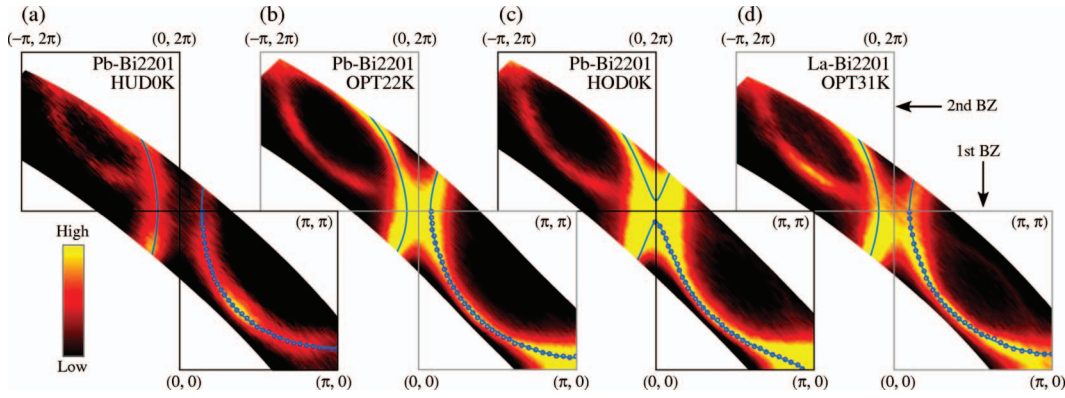 (a)
(b)
(c)
(d)
(−π, 2π)
(0, 2π)
(−π, 2π)
(0, 2π)
(−π, 2π)
(0, 2π)
(−π, 2π)
(0, 2π)
Pb-Bi2201
HUD0K
Pb-Bi2201
OPT22K
Pb-Bi2201
HOD0K
La-Bi2201
OPT31K
2nd BZ
1st BZ
(π, π)
(π, π)
(π, π)
(π, π)
High
Low
(0, 0)
(π, 0)
(0, 0)
(π, 0)
(0, 0)
(π, 0)
(0, 0)
(π, 0)